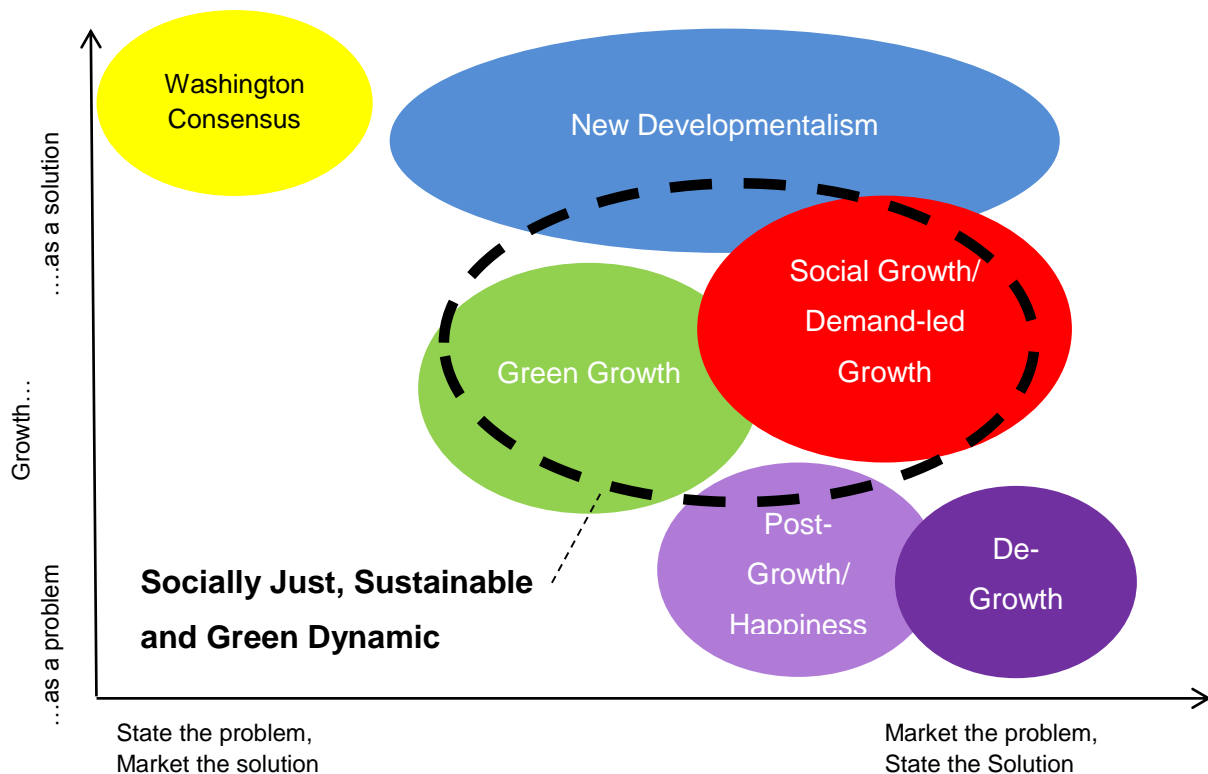 Washington
Consensus
New Developmentalism
Social Growth/
Demand-led
Growth
Green Growth
Post-
Growth/
Happiness
De-
Growth
Socially Just, Sustainable
and Green Dynamic
Growth…
…..as a solution
…as a problem
State the problem,
Market the solution
Market the problem,
State the Solution